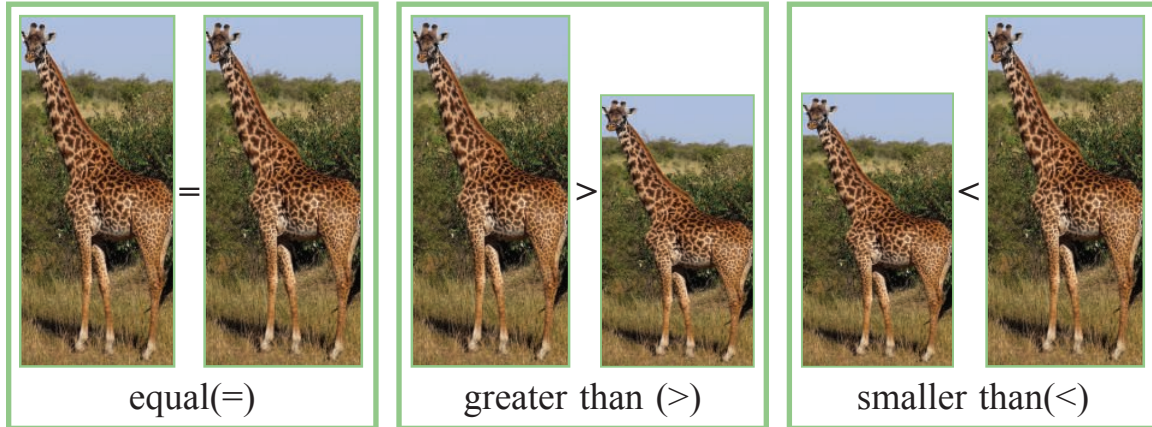 =
>
<
equal(=)
greater than (>)
smaller than(<)